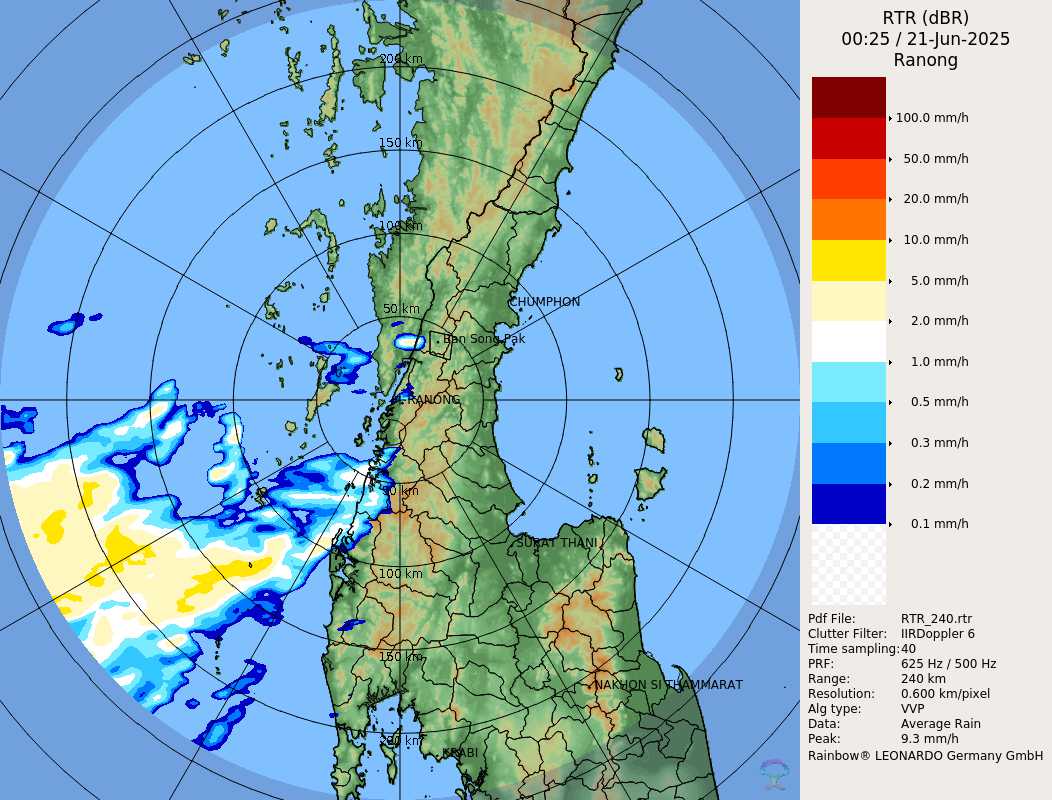 RTR (dBR)
00:25 / 21-Jun-2025
Ranong
100.0 mm/h
50.0 mm/h
20.0 mm/h
10.0 mm/h
5.0 mm/h
2.0 mm/h
1.0 mm/h
0.5 mm/h
0.3 mm/h
0.2 mm/h
0.1 mm/h
Pdf File: RTR_240.rtr
Clutter Filter: IIRDoppler 6
Time sampling:40
PRF: 625 Hz / 500 Hz
Range: 240 km
Resolution: 0.600 km/pixel
Alg type: VVP
Data: Average Rain
Peak: 9.3 mm/h
Rainbow® LEONARDO Germany GmbH
200 km
150 km
100 km
CHUMPHON
50 km
Ban Song Pak
RANONG
50 km
SURAT THANI
100 km
150 km
NAKHON SI THAMMARAT
200 km
KRABI